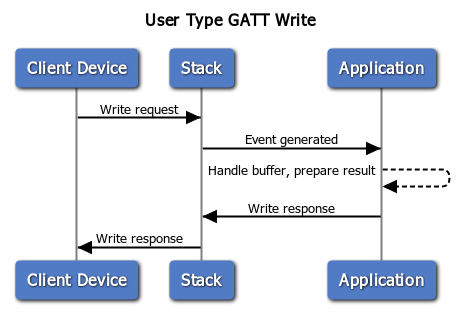 User Type GATT Write
Client Device Stack Application
Write request
Event generated
Handle buffer, prepare result
Write response
Write response
Client Device Stack Application